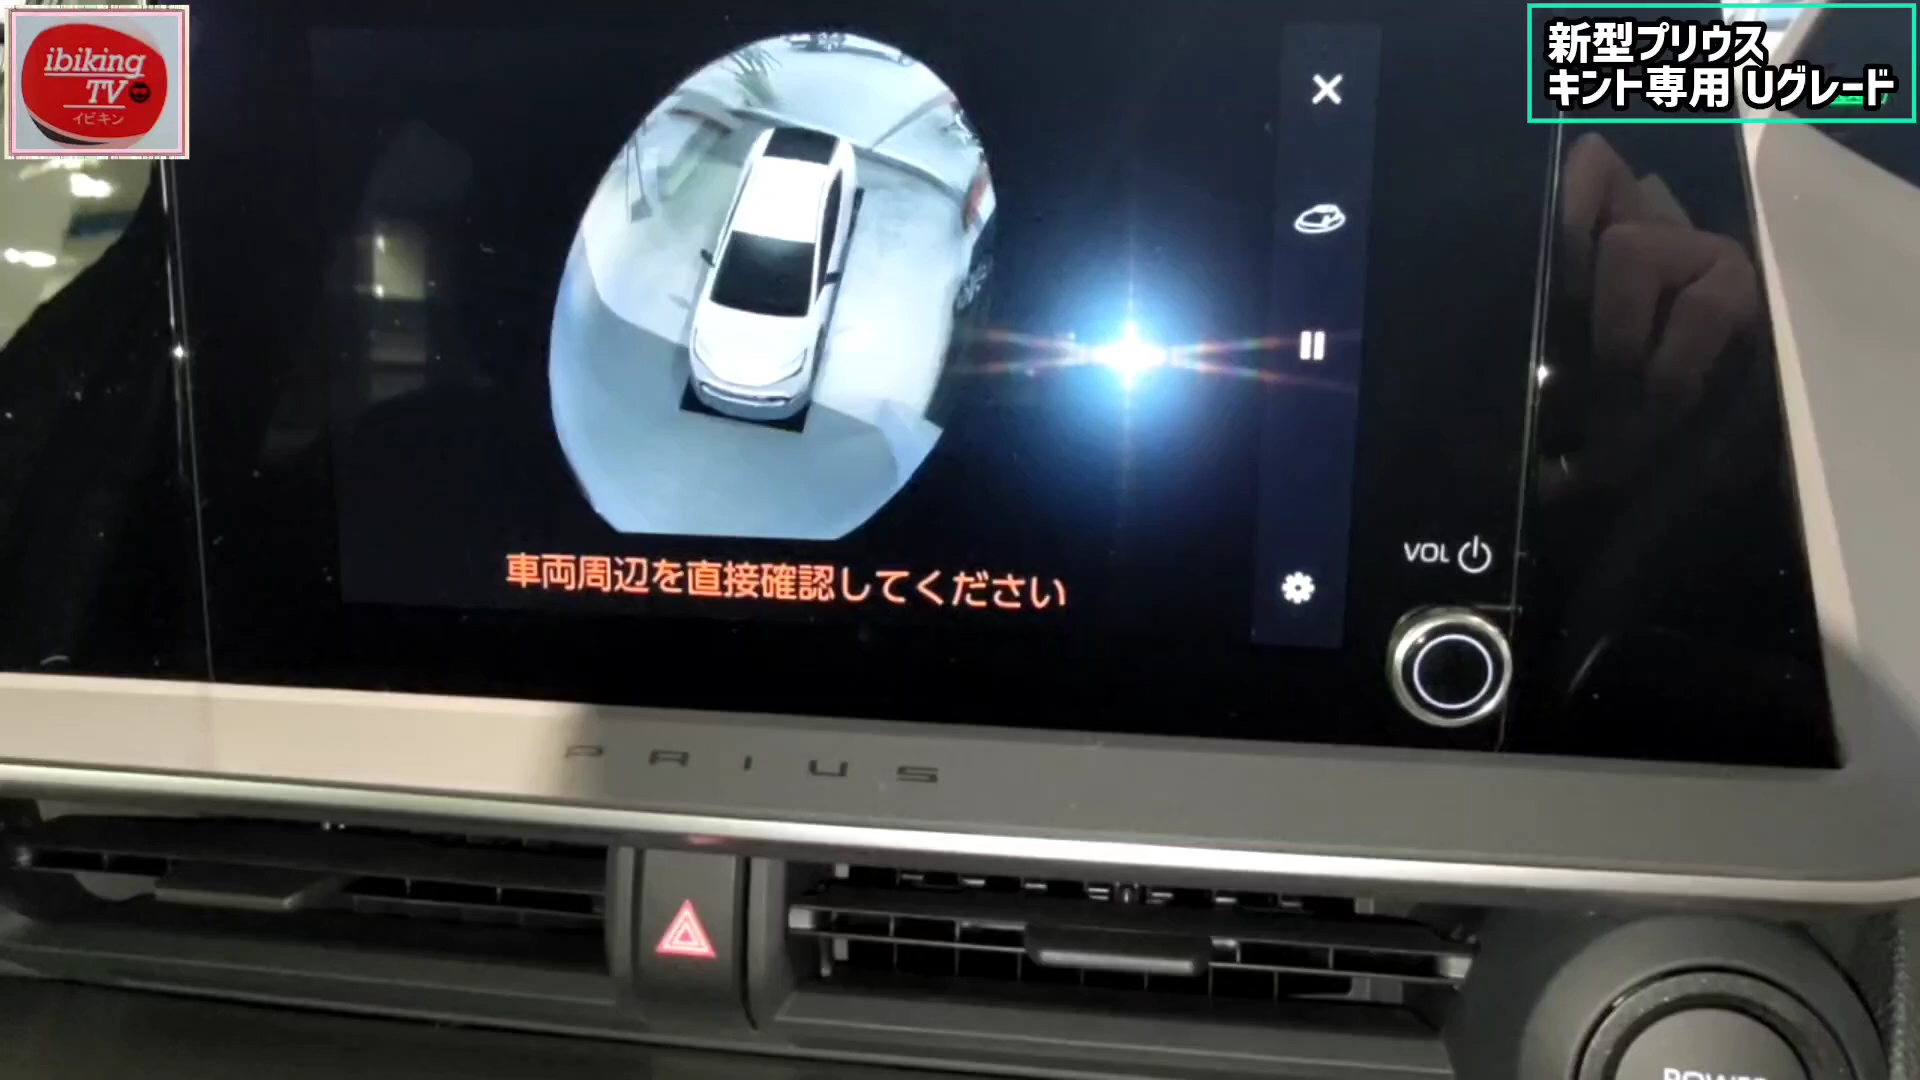 ibiking
TV
イビキン
新型プリウス
キント専用 Uグレード
車両周辺を直接確認してください
VOL
PRIUS
POWER